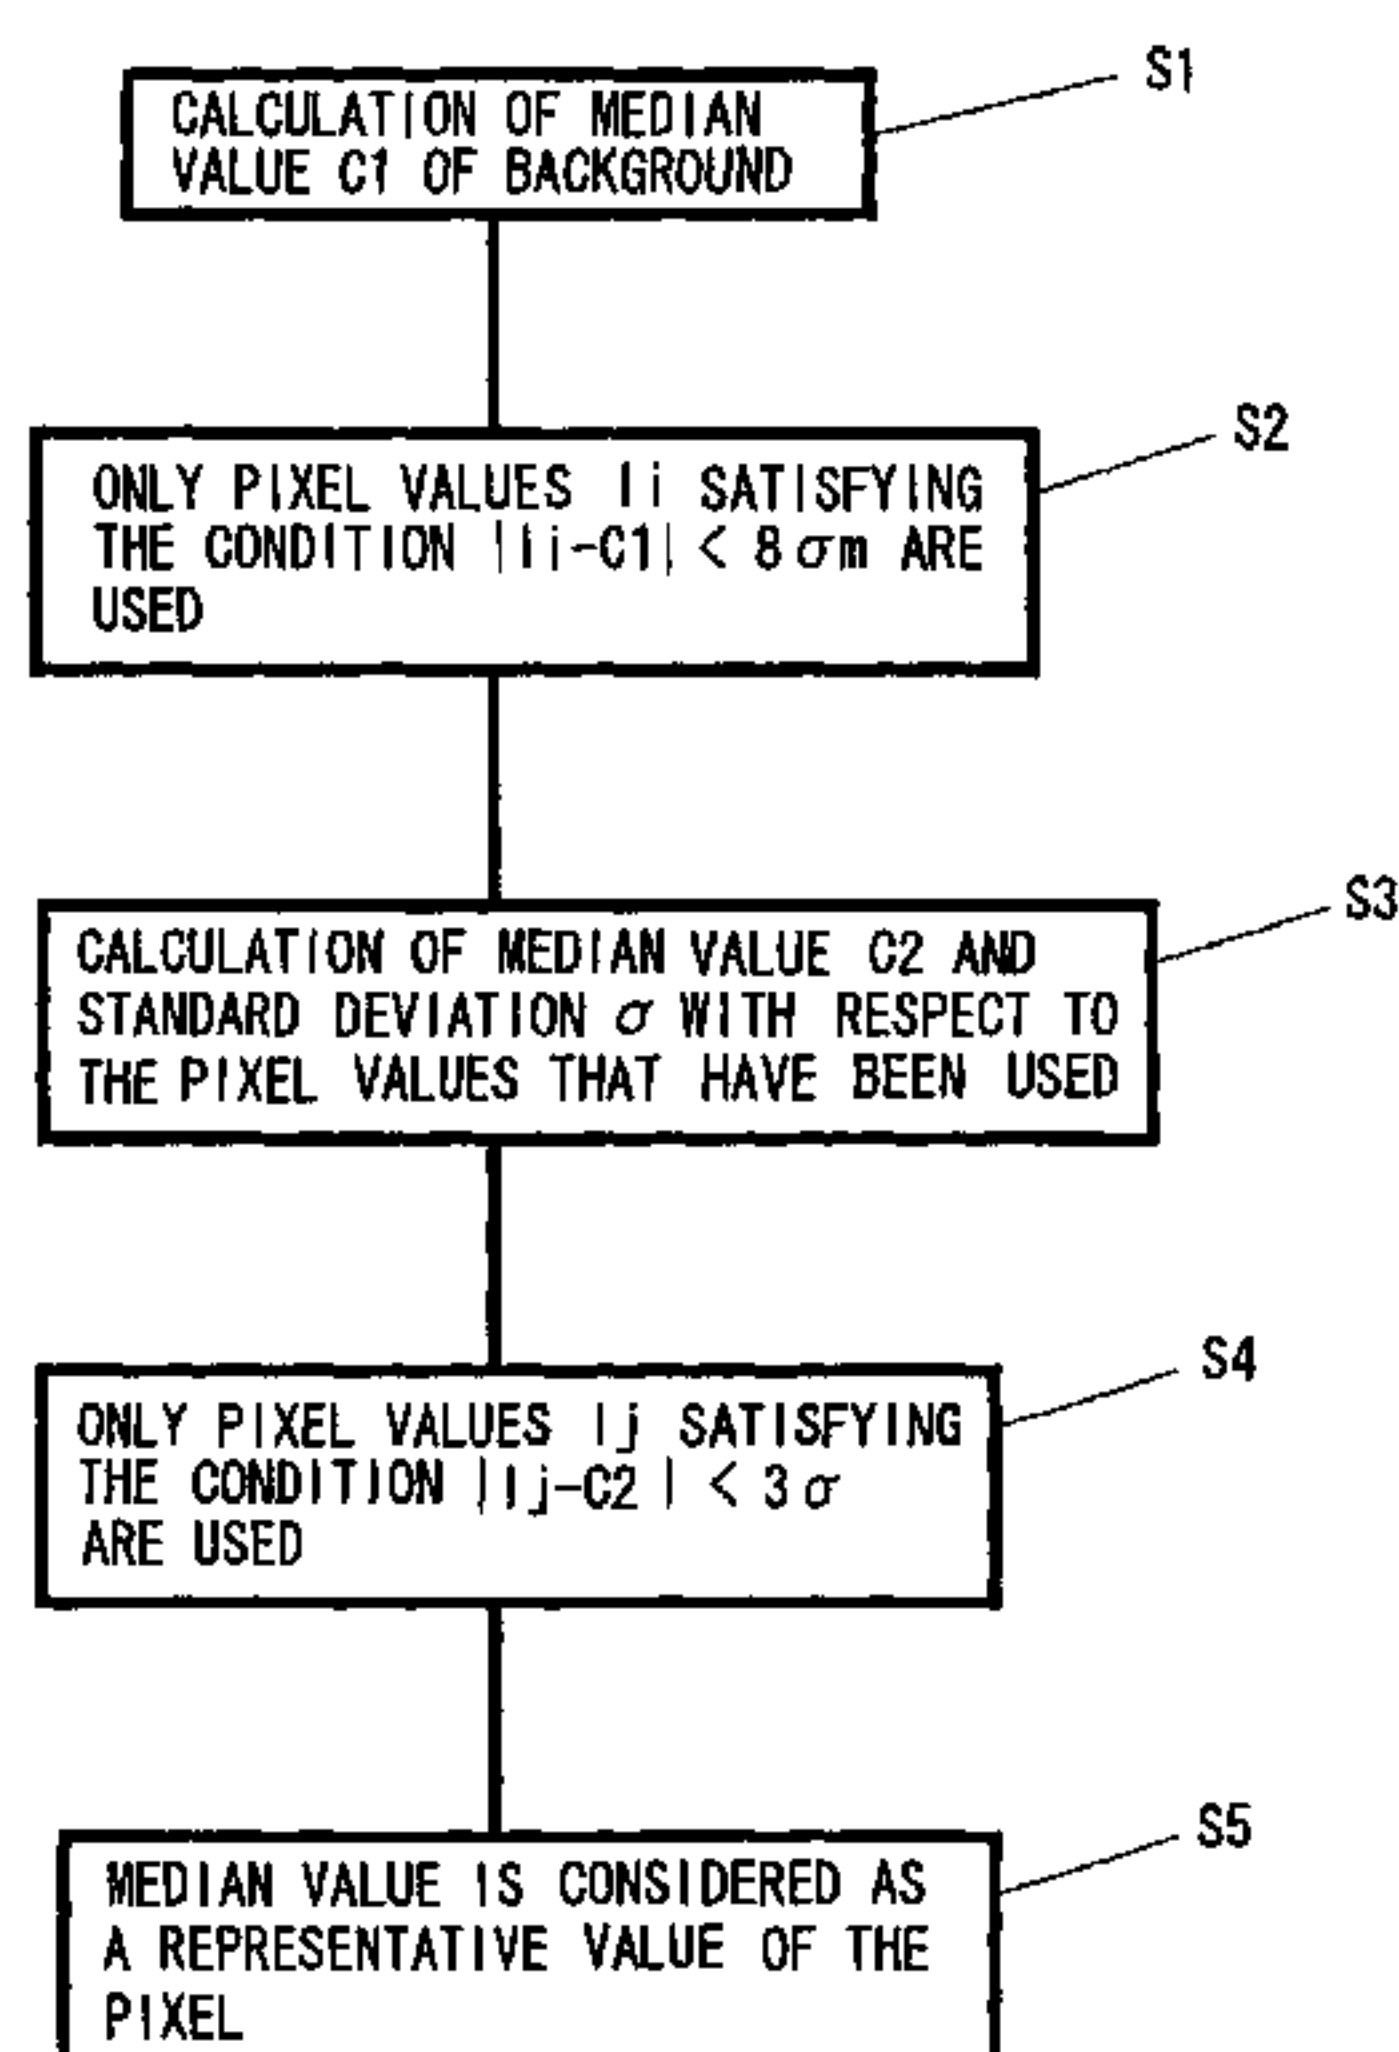 S1
CALCULATION OF MEDIAN
VALUE C1 OF BACKGROUND
S2
ONLY PIXEL VALUES Ii SATISFYING
THE CONDITION |Ii-C1| < 8σm ARE
USED
S3
CALCULATION OF MEDIAN VALUE C2 AND
STANDARD DEVIATION σ WITH RESPECT TO
THE PIXEL VALUES THAT HAVE BEEN USED
S4
ONLY PIXEL VALUES Ij SATISFYING
THE CONDITION |Ij-C2| < 3σ
ARE USED
S5
MEDIAN VALUE IS CONSIDERED AS
A REPRESENTATIVE VALUE OF THE
PIXEL